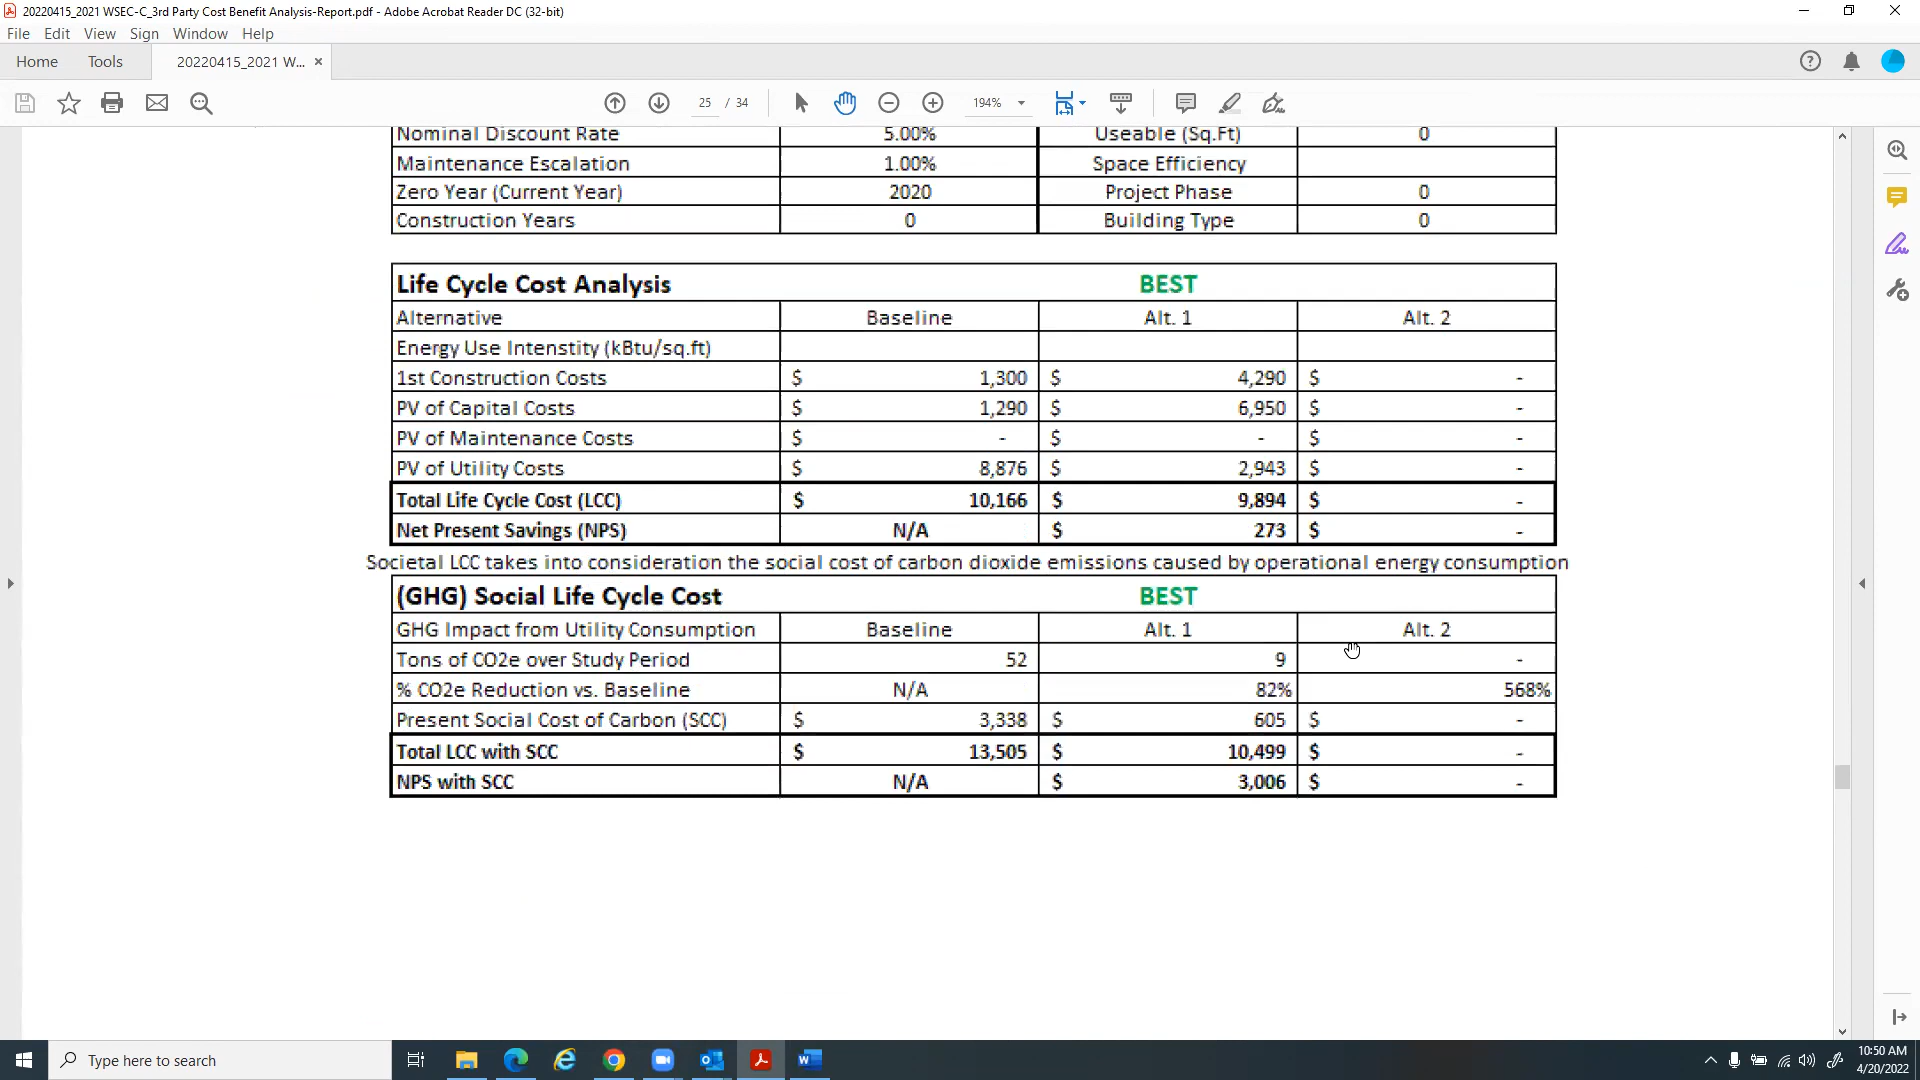 20220415_2021 WSEC-C_3rd Party Cost Benefit Analysis-Report.pdf - Adobe Acrobat Reader DC (32-bit)
File Edit View Sign Window Help
Home Tools 20220415_2021 W... ×
25 / 34 194%
Nominal Discount Rate 5.00% Useable (Sq.Ft) 0
Maintenance Escalation 1.00% Space Efficiency
Zero Year (Current Year) 2020 Project Phase 0
Construction Years 0 Building Type 0
Life Cycle Cost Analysis BEST
Alternative Baseline Alt. 1 Alt. 2
Energy Use Intenstity (kBtu/sq.ft)
1st Construction Costs $ 1,300 $ 4,290 $ -
PV of Capital Costs $ 1,290 $ 6,950 $ -
PV of Maintenance Costs $ - $ - $ -
PV of Utility Costs $ 8,876 $ 2,943 $ -
Total Life Cycle Cost (LCC) $ 10,166 $ 9,894 $ -
Net Present Savings (NPS) N/A $ 273 $ -
Societal LCC takes into consideration the social cost of carbon dioxide emissions caused by operational energy consumption
(GHG) Social Life Cycle Cost BEST
GHG Impact from Utility Consumption Baseline Alt. 1 Alt. 2
Tons of CO2e over Study Period 52 9 -
% CO2e Reduction vs. Baseline N/A 82% 568%
Present Social Cost of Carbon (SCC) $ 3,338 $ 605 $ -
Total LCC with SCC $ 13,505 $ 10,499 $ -
NPS with SCC N/A $ 3,006 $ -
Type here to search
10:50 AM
4/20/2022